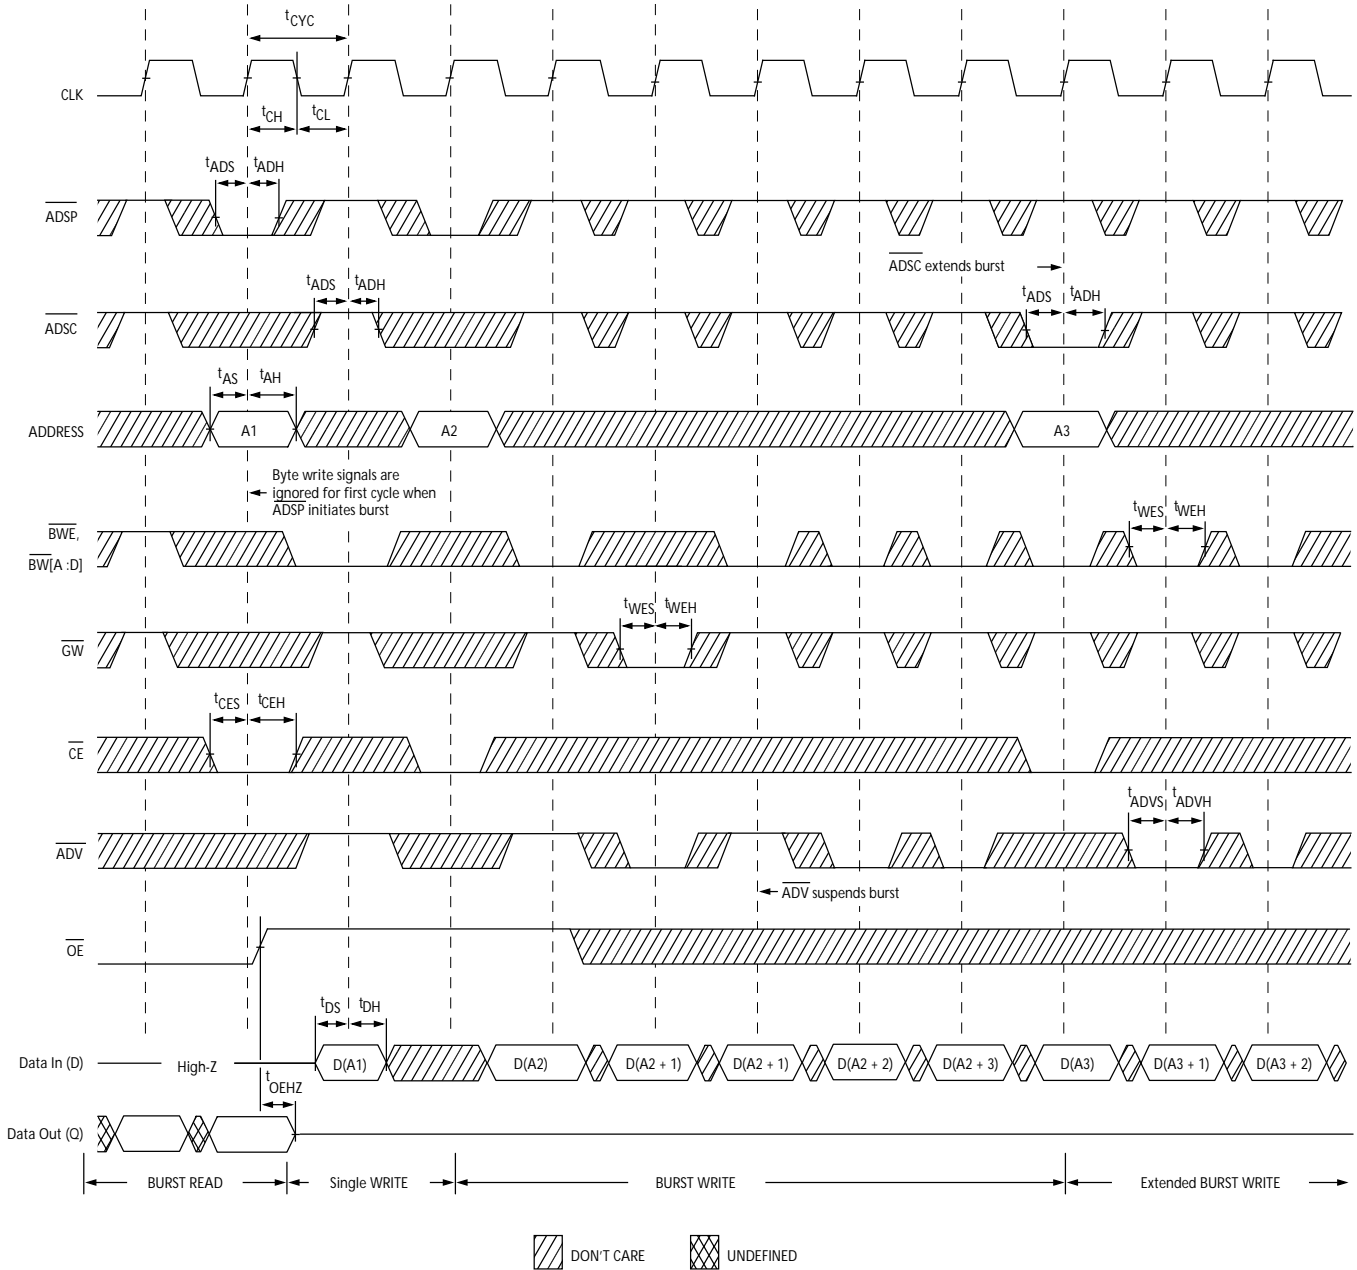 tCYC
CLK
tCH
tCL
tADS
tADH
ADSP
ADSC extends burst
tADS
tADH
tADS
tADH
ADSC
tAS
tAH
ADDRESS
A1
A2
A3
Byte write signals are
ignored for first cycle when
ADSP initiates burst
BWE,
BW[A :D]
tWES
tWEH
tWES
tWEH
GW
tCES
tCEH
CE
tADVS
tADVH
ADV
ADV suspends burst
OE
tDS
tDH
Data In (D)
High-Z
D(A1)
D(A2)
D(A2 + 1)
D(A2 + 1)
D(A2 + 2)
D(A2 + 3)
D(A3)
D(A3 + 1)
D(A3 + 2)
tOEHZ
Data Out (Q)
BURST READ
Single WRITE
BURST WRITE
Extended BURST WRITE
DON'T CARE
UNDEFINED